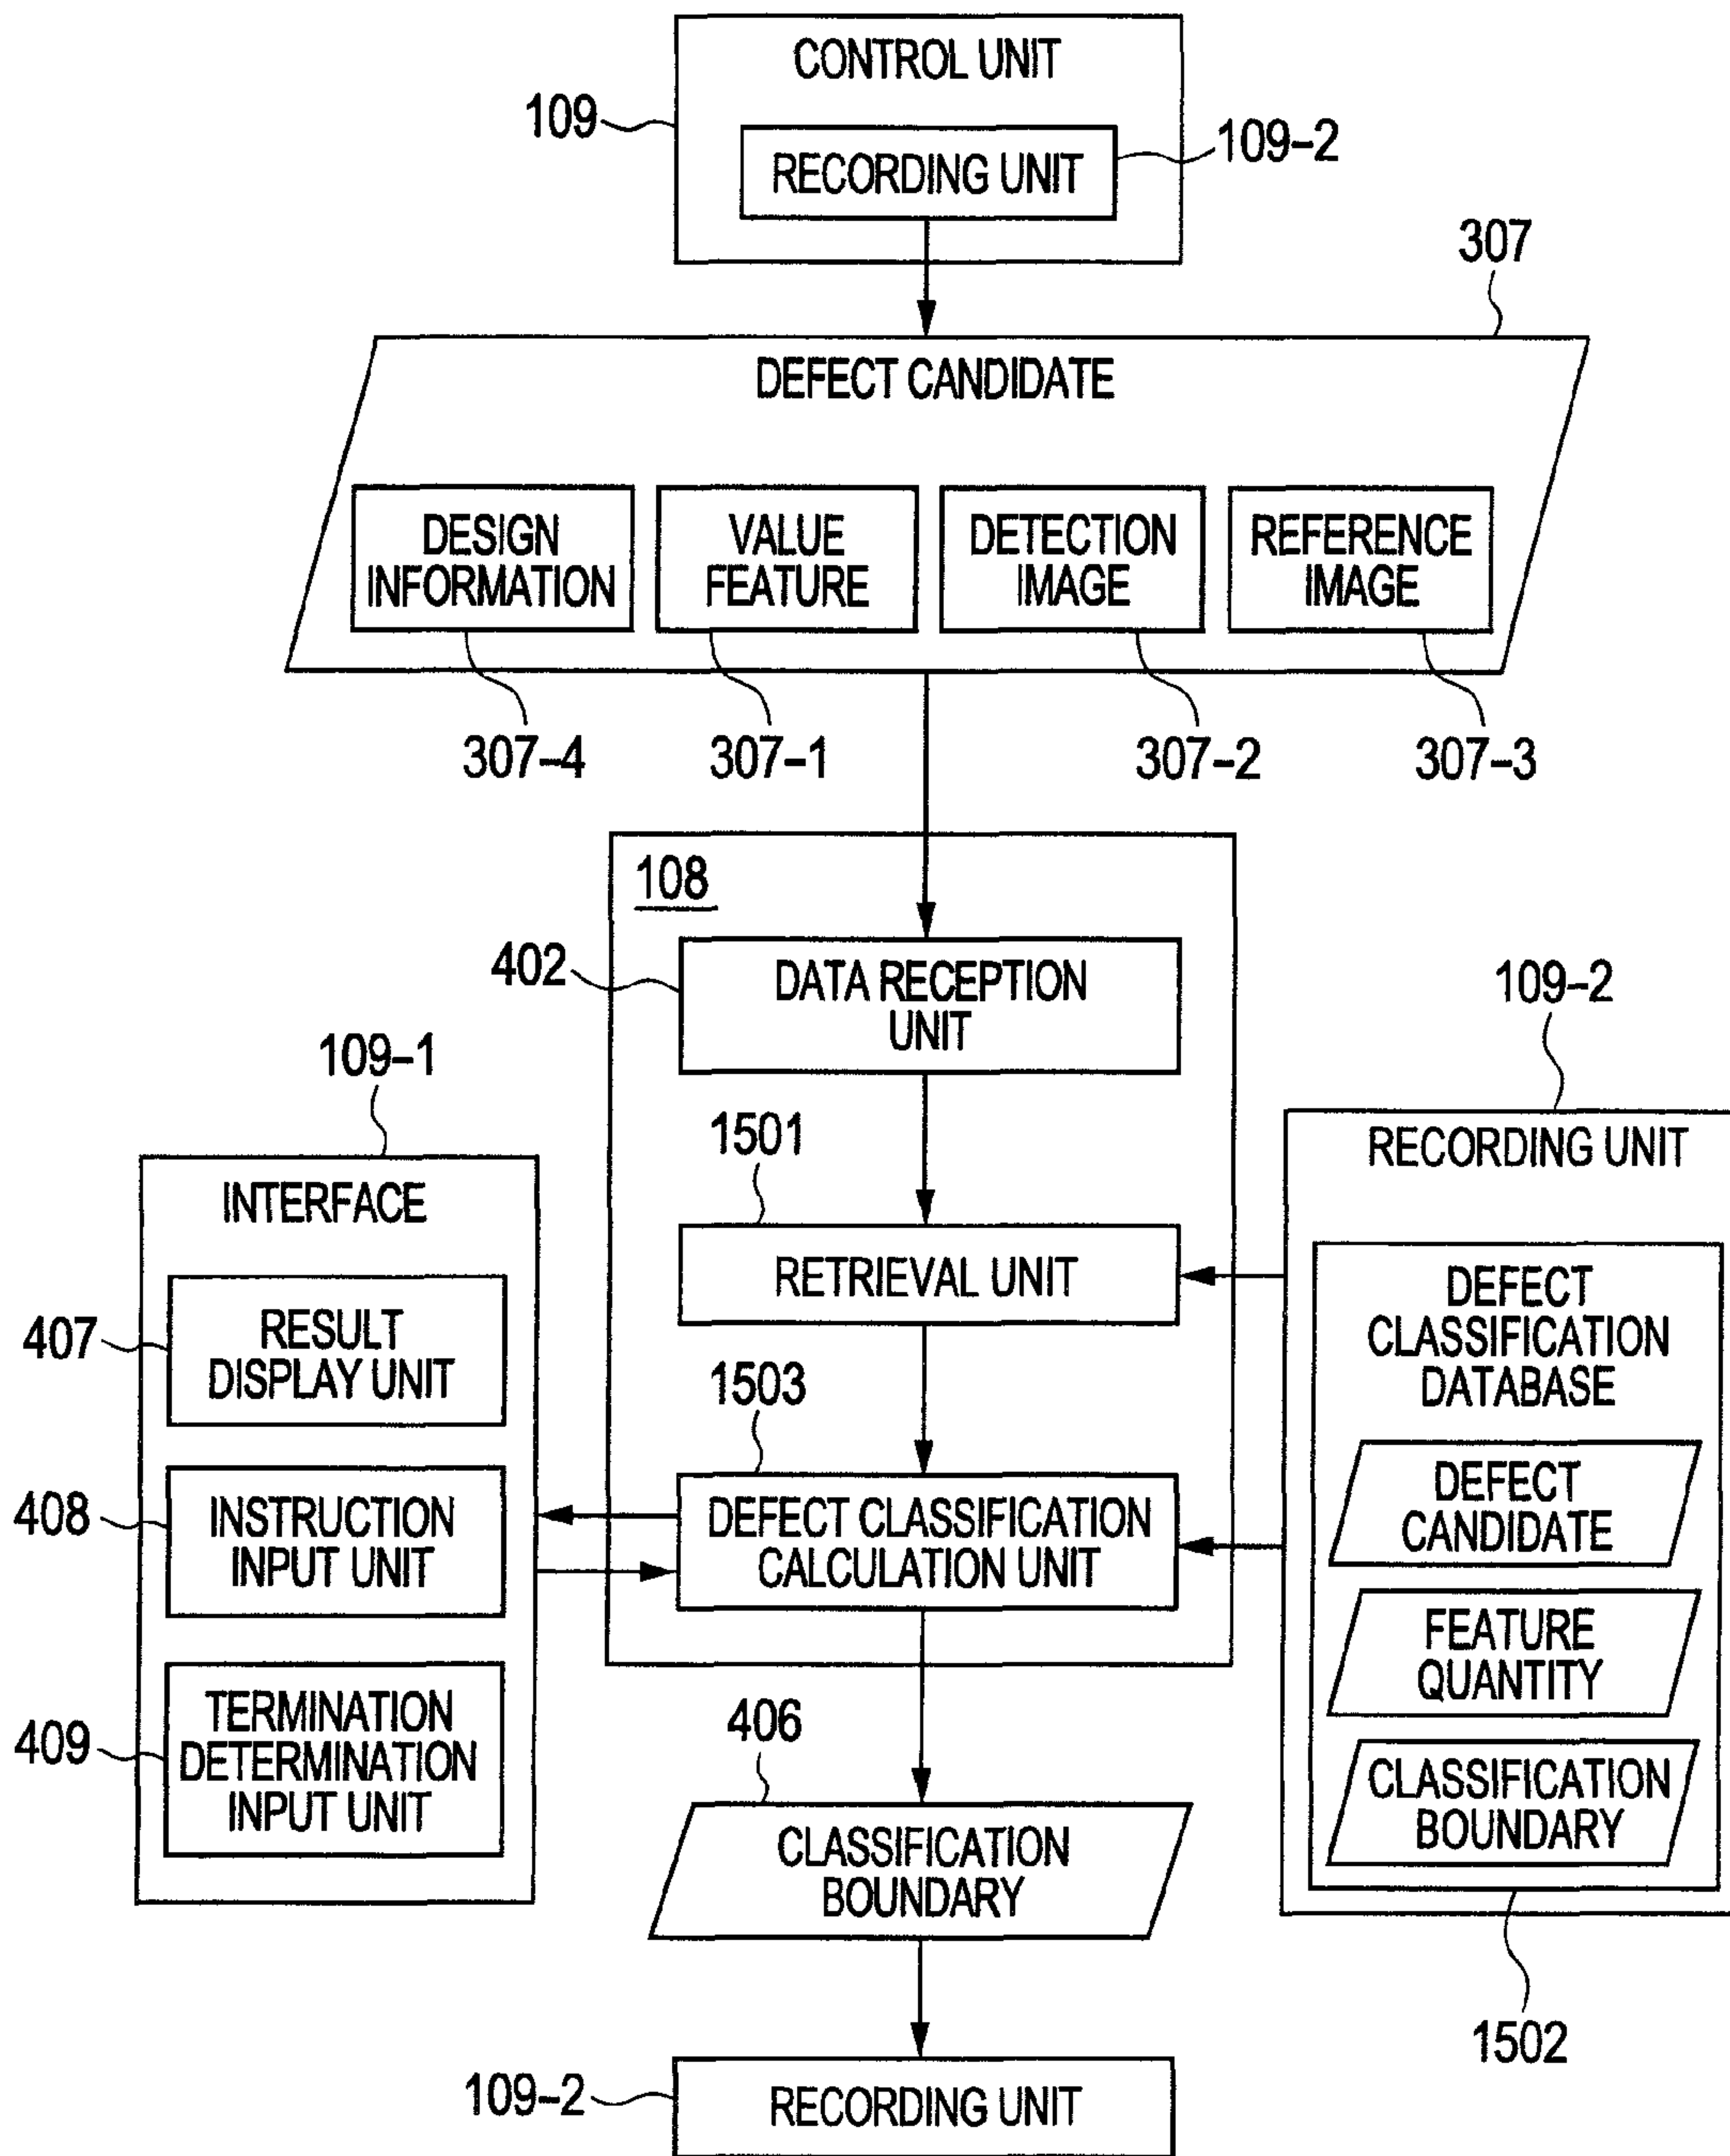 CONTROL UNIT
109
RECORDING UNIT
109-2
307
DEFECT CANDIDATE
DESIGN
INFORMATION
VALUE
FEATURE
DETECTION
IMAGE
REFERENCE
IMAGE
307-4
307-1
307-2
307-3
108
402
DATA RECEPTION
UNIT
109-1
INTERFACE
407
RESULT
DISPLAY UNIT
408
INSTRUCTION
INPUT UNIT
409
TERMINATION
DETERMINATION
INPUT UNIT
1501
RETRIEVAL UNIT
1503
DEFECT CLASSIFICATION
CALCULATION UNIT
109-2
RECORDING UNIT
DEFECT
CLASSIFICATION
DATABASE
DEFECT
CANDIDATE
FEATURE
QUANTITY
CLASSIFICATION
BOUNDARY
1502
406
CLASSIFICATION
BOUNDARY
109-2
RECORDING UNIT